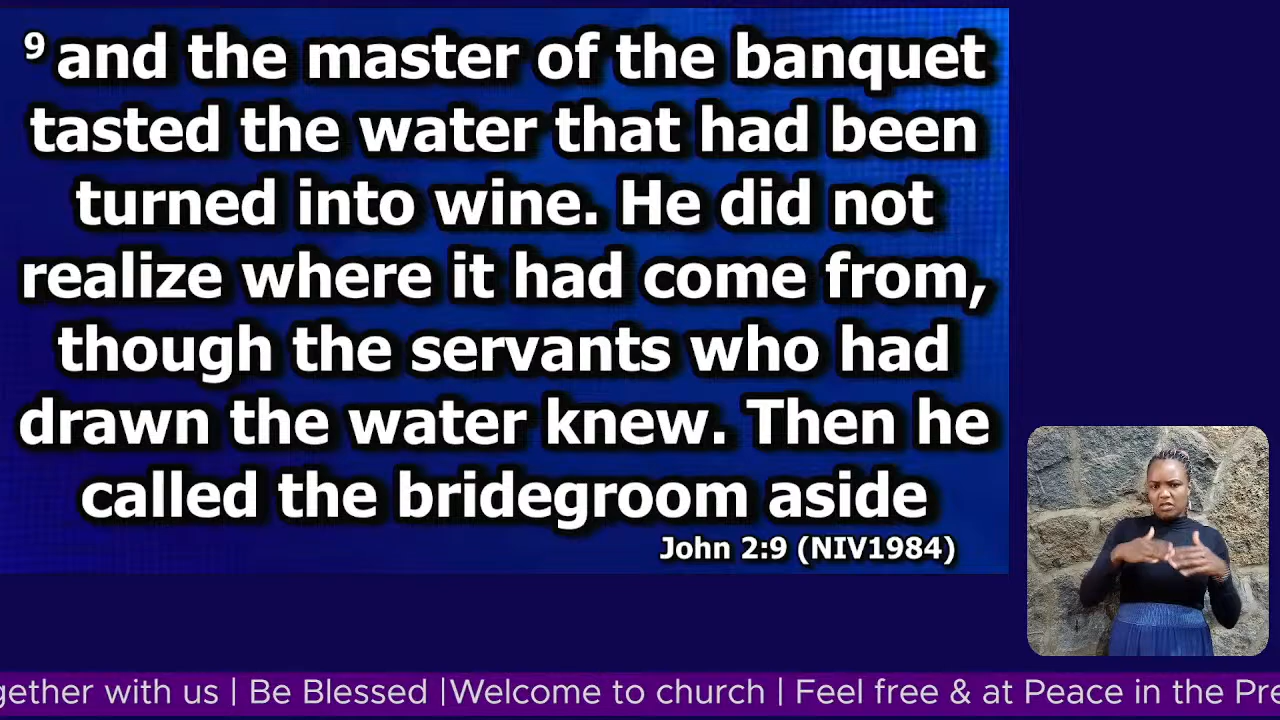 9 and the master of the banquet
tasted the water that had been
turned into wine. He did not
realize where it had come from,
though the servants who had
drawn the water knew. Then he
called the bridegroom aside
John 2:9 (NIV1984)
gether with us | Be Blessed |Welcome to church | Feel free & at Peace in the Pre